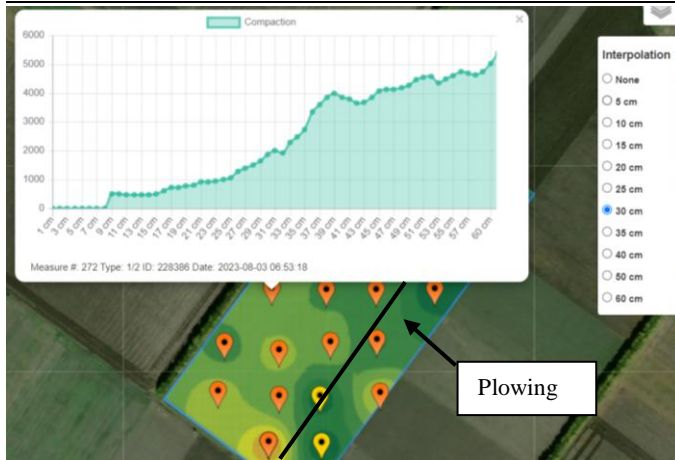 Compaction
×
6000
5000
4000
3000
2000
1000
0
1 cm
3 cm
5 cm
7 cm
9 cm
11 cm
13 cm
15 cm
17 cm
19 cm
21 cm
23 cm
25 cm
27 cm
29 cm
31 cm
33 cm
35 cm
37 cm
39 cm
41 cm
43 cm
45 cm
47 cm
49 cm
51 cm
53 cm
55 cm
57 cm
60 cm
Measure #: 272 Type: 1/2 ID: 228386 Date: 2023-08-03 06:53:18
Interpolation
None
5 cm
10 cm
15 cm
20 cm
25 cm
30 cm
35 cm
40 cm
50 cm
60 cm
Plowing